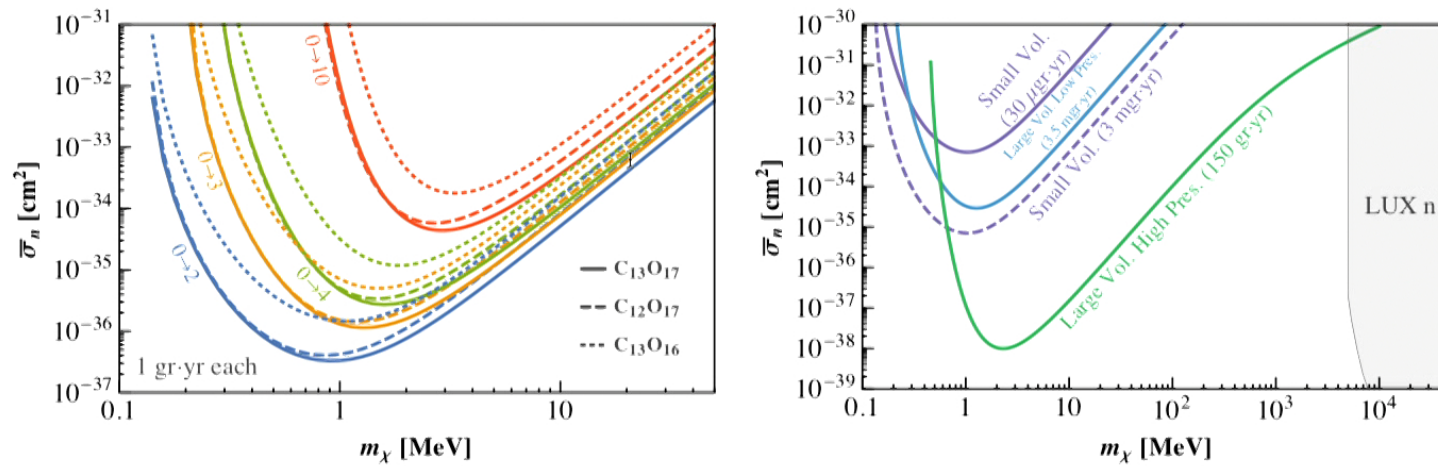 10^{-31}
10^{-32}
10^{-33}
10^{-34}
10^{-35}
10^{-36}
10^{-37}
σ̅_n [cm²]
0→10
0→3
0→2
0→4
C₁₃O₁₇
C₁₂O₁₇
C₁₃O₁₆
1 gr·yr each
0.1 1 10
m_χ [MeV]
10^{-30}
10^{-31}
10^{-32}
10^{-33}
10^{-34}
10^{-35}
10^{-36}
10^{-37}
10^{-38}
10^{-39}
σ̅_n [cm²]
Small Vol.
(30 μgr·yr)
Large Vol Low Pres.
(3.5 mgr·yr)
Small Vol. (3 mgr·yr)
Large Vol. High Pres. (150 gr·yr)
LUX n
0.1 1 10 10² 10³ 10⁴
m_χ [MeV]